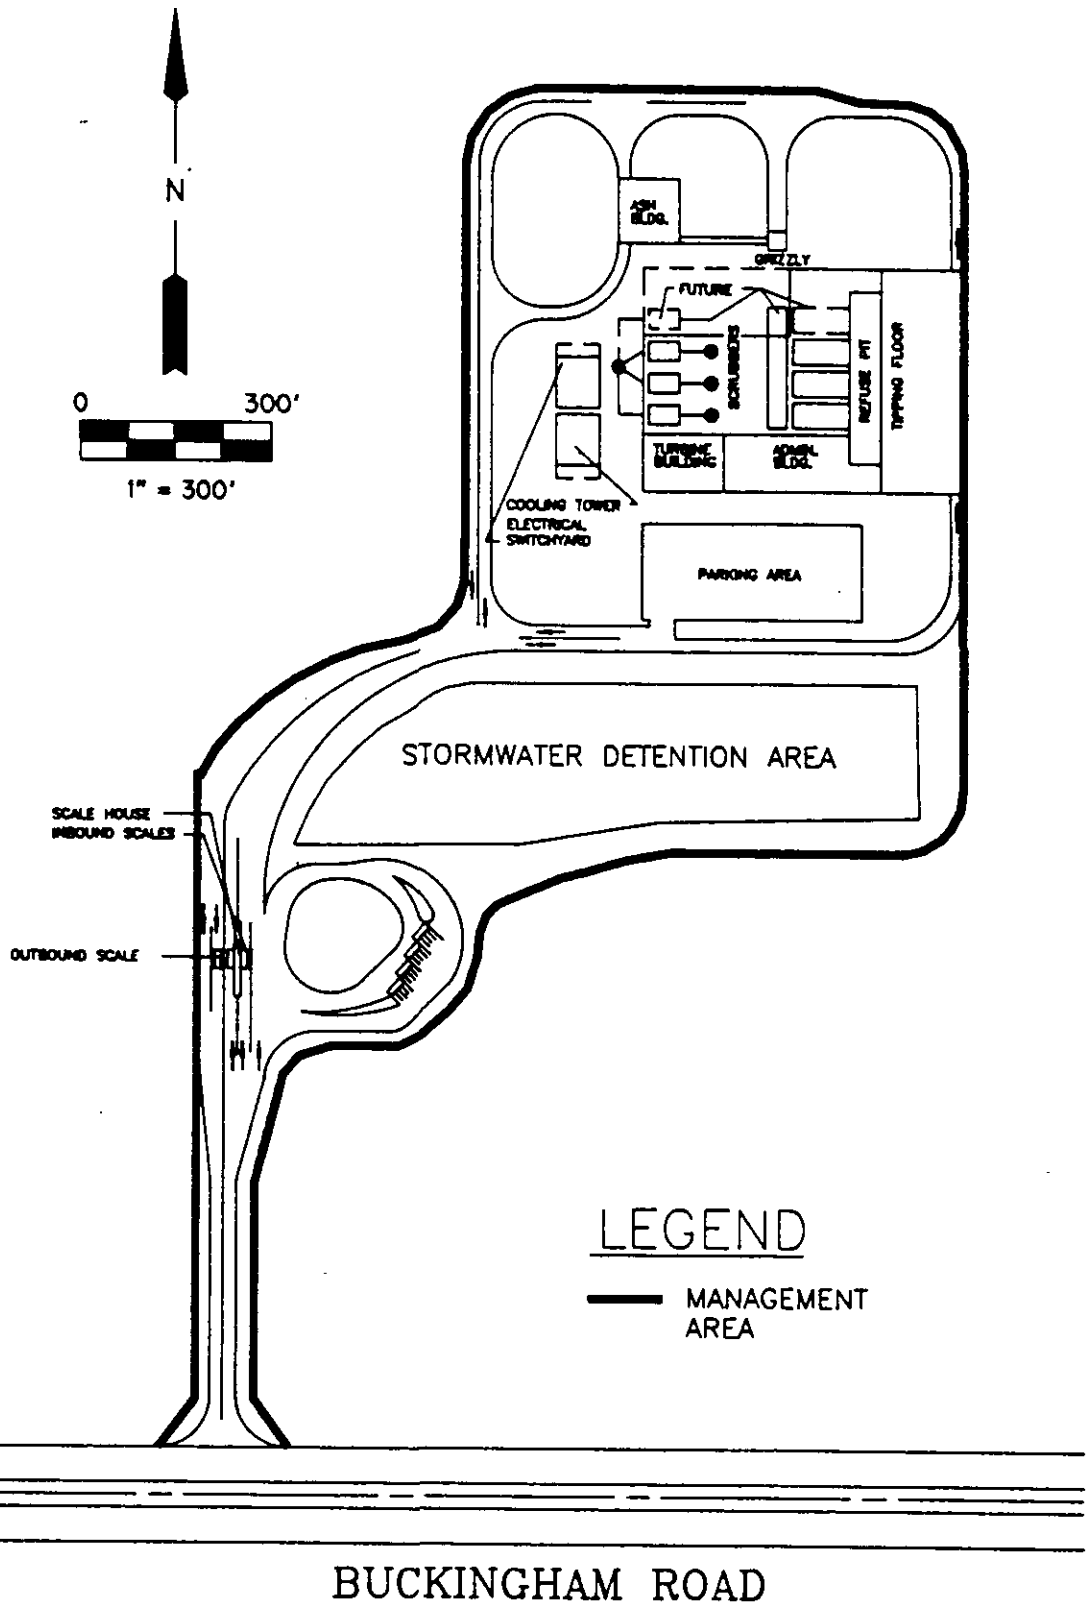 N
0 300'
1" = 300'
ASH
BLDG.
GRIZZLY
FUTURE
SCRUBBERS
REFUSE PIT
TIPPING FLOOR
TURBINE
BUILDING
ADMIN.
BLDG.
COOLING TOWER
ELECTRICAL
SWITCHYARD
PARKING AREA
STORMWATER DETENTION AREA
SCALE HOUSE
INBOUND SCALES
OUTBOUND SCALE
LEGEND
MANAGEMENT
AREA
BUCKINGHAM ROAD